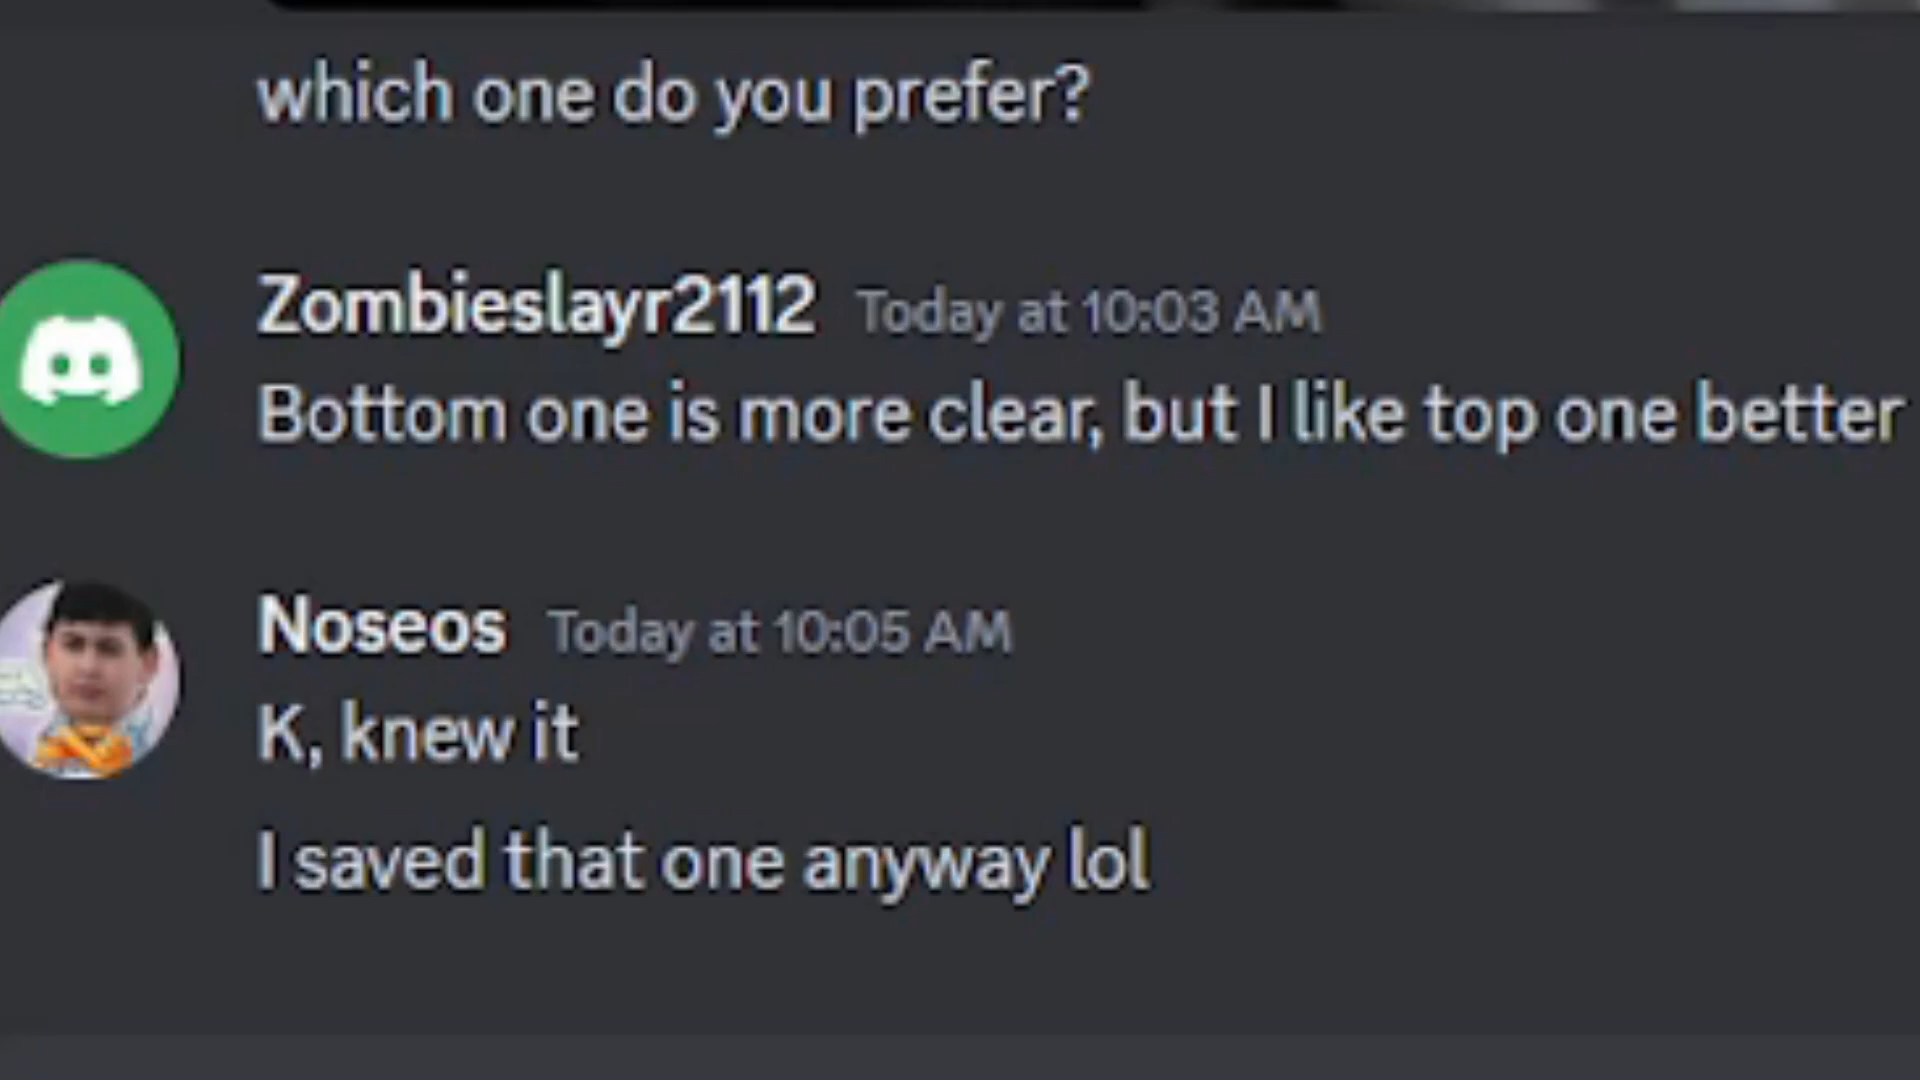 which one do you prefer?
Zombieslayr2112 Today at 10:03 AM
Bottom one is more clear, but I like top one better
Noseos Today at 10:05 AM
K, knew it
I saved that one anyway lol